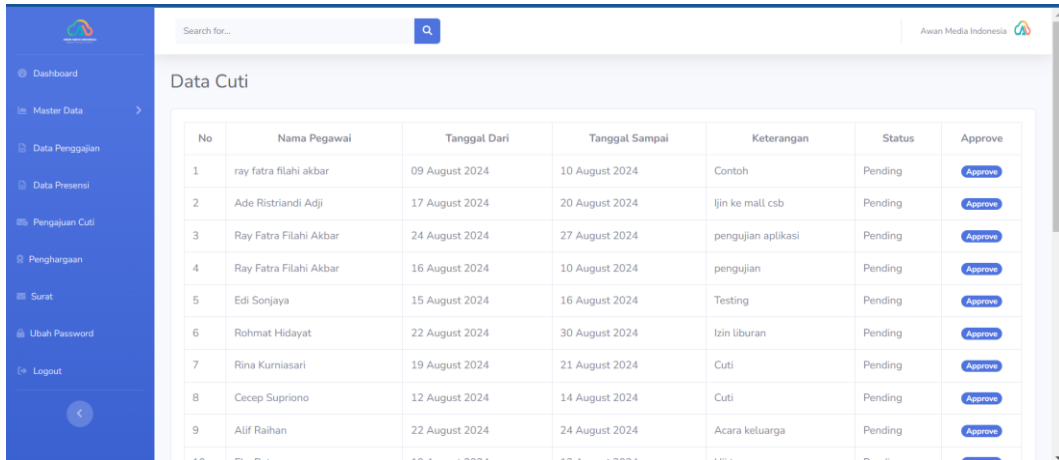 Search for...
Awan Media Indonesia
Dashboard
Master Data
Data Penggajian
Data Presensi
Pengajuan Cuti
Penghargaan
Surat
Ubah Password
Logout
Data Cuti
No Nama Pegawai Tanggal Dari Tanggal Sampai Keterangan Status Approve
1 ray fatra filahi akbar 09 August 2024 10 August 2024 Contoh Pending Approve
2 Ade Ristriandi Adji 17 August 2024 20 August 2024 Ijin ke mall csb Pending Approve
3 Ray Fatra Filahi Akbar 24 August 2024 27 August 2024 pengujian aplikasi Pending Approve
4 Ray Fatra Filahi Akbar 16 August 2024 10 August 2024 pengujian Pending Approve
5 Edi Sonjaya 15 August 2024 16 August 2024 Testing Pending Approve
6 Rohmat Hidayat 22 August 2024 30 August 2024 Izin liburan Pending Approve
7 Rina Kurniasari 19 August 2024 21 August 2024 Cuti Pending Approve
8 Cecep Supriono 12 August 2024 14 August 2024 Cuti Pending Approve
9 Alif Raihan 22 August 2024 24 August 2024 Acara keluarga Pending Approve